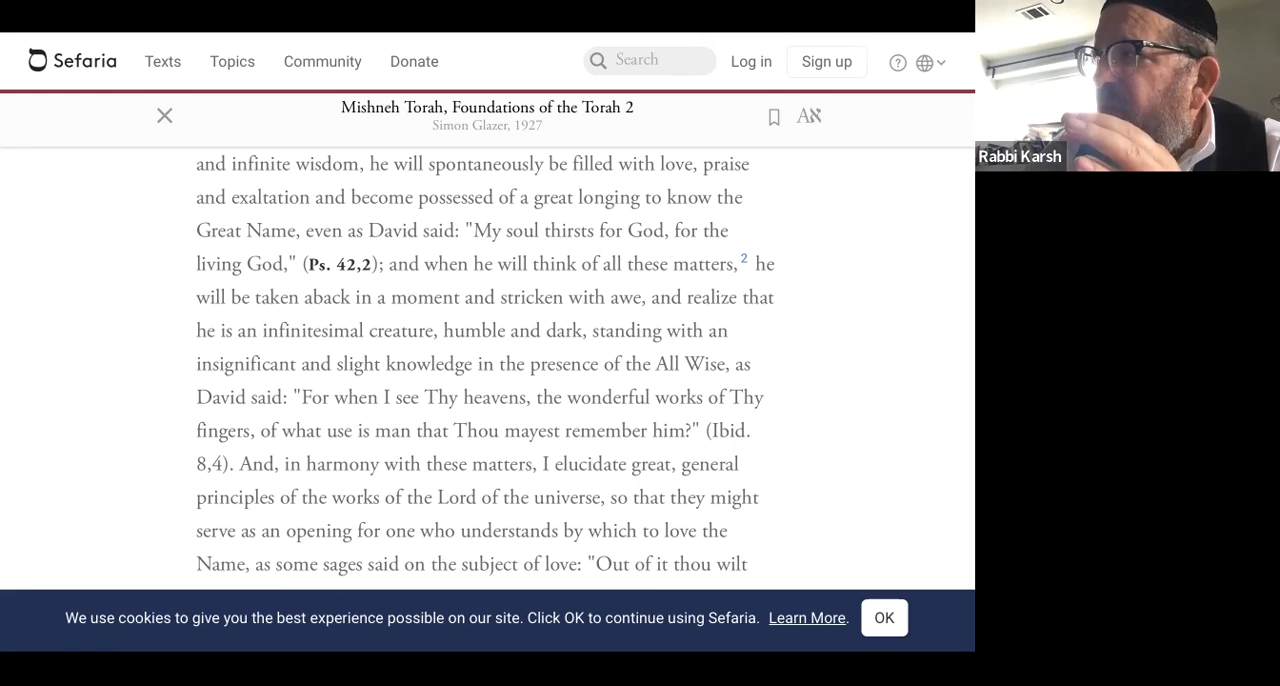 Sefaria
Texts
Topics
Community
Donate
Search
Log in
Sign up
Mishneh Torah, Foundations of the Torah 2
Simon Glazer, 1927
Aא
and infinite wisdom, he will spontaneously be filled with love, praise
and exaltation and become possessed of a great longing to know the
Great Name, even as David said: "My soul thirsts for God, for the
living God," (Ps. 42,2); and when he will think of all these matters,2 he
will be taken aback in a moment and stricken with awe, and realize that
he is an infinitesimal creature, humble and dark, standing with an
insignificant and slight knowledge in the presence of the All Wise, as
David said: "For when I see Thy heavens, the wonderful works of Thy
fingers, of what use is man that Thou mayest remember him?" (Ibid.
8,4). And, in harmony with these matters, I elucidate great, general
principles of the works of the Lord of the universe, so that they might
serve as an opening for one who understands by which to love the
Name, as some sages said on the subject of love: "Out of it thou wilt
We use cookies to give you the best experience possible on our site. Click OK to continue using Sefaria. Learn More.
OK
Rabbi Karsh